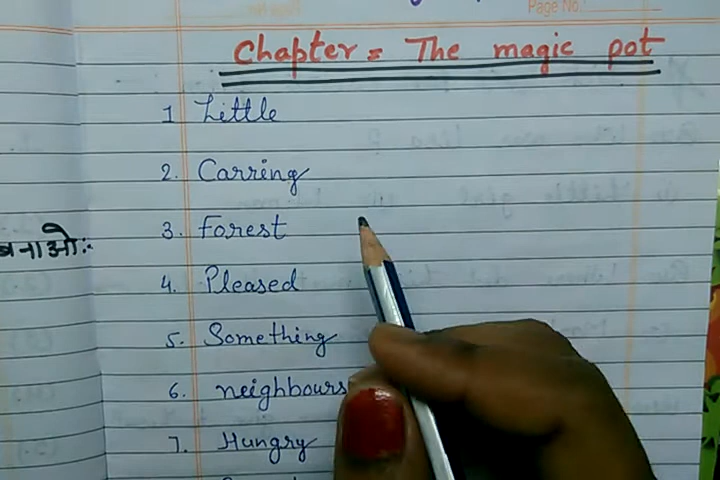 Page No.:
Chapter = The magic pot
1 Little
2. Carring
3. Forest
बनाओ:-
4. Pleased
5. Something
6. neighbours
7. Hungry